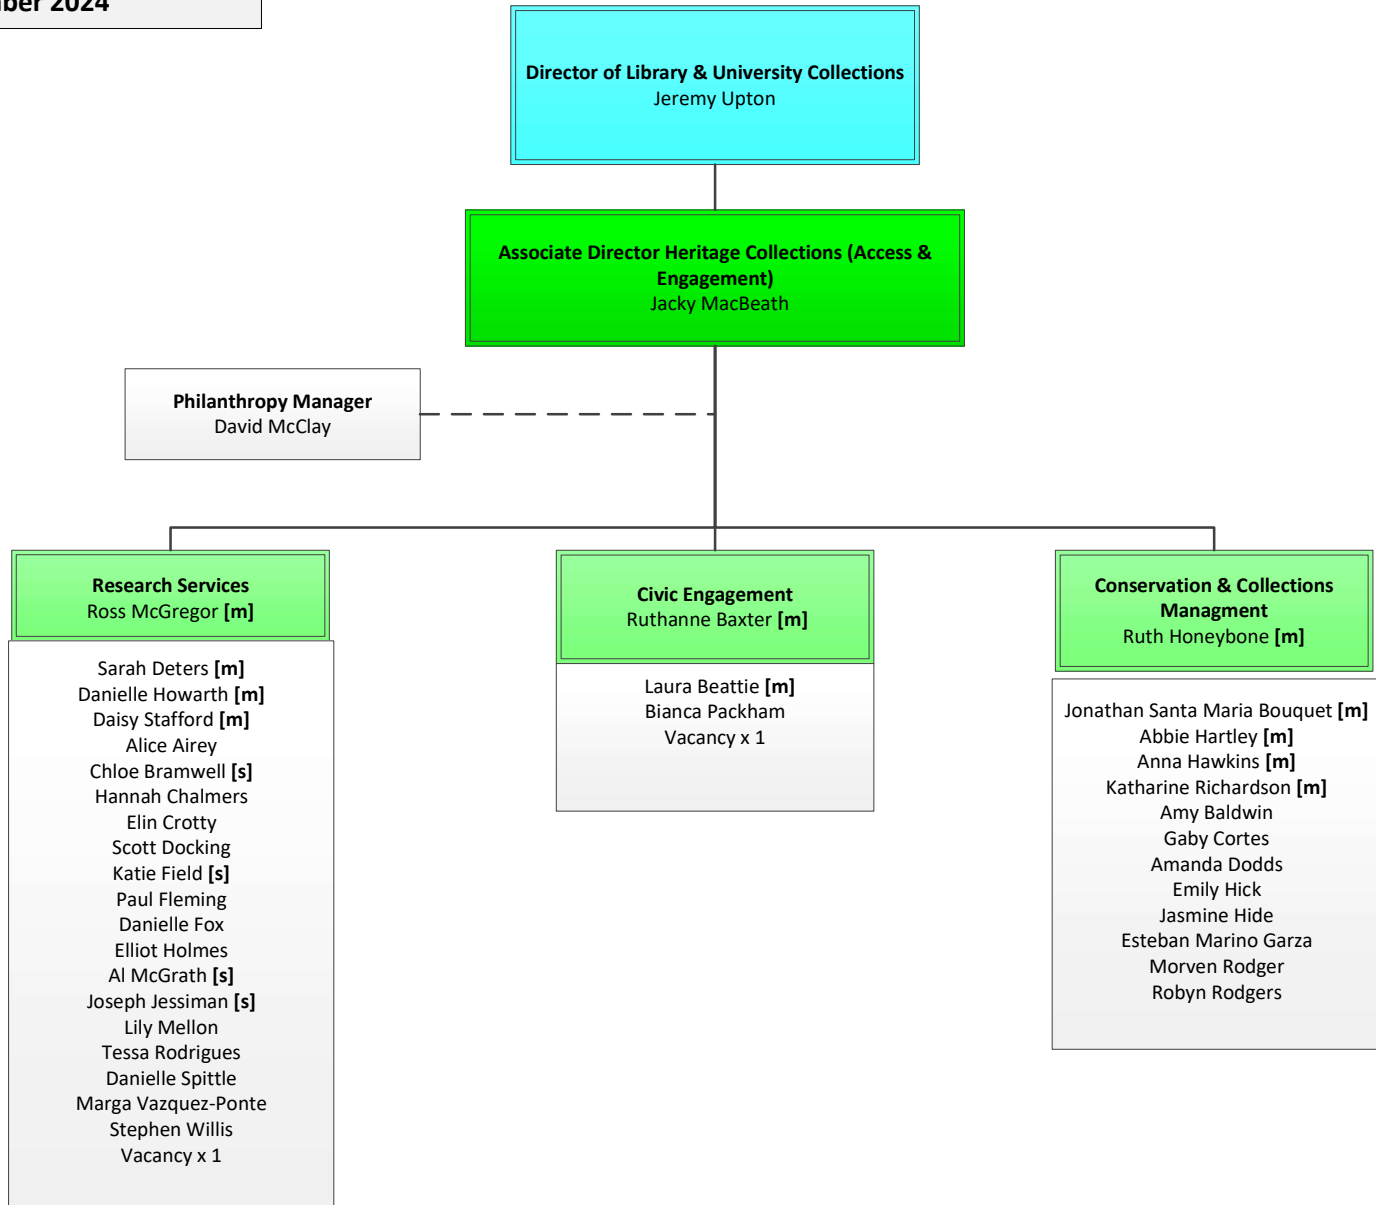 2024
Director of Library & University Collections
Jeremy Upton
Associate Director Heritage Collections (Access &
Engagement)
Jacky MacBeath
Philanthropy Manager
David McClay
Research Services
Ross McGregor [m]
Sarah Deters [m]
Danielle Howarth [m]
Daisy Stafford [m]
Alice Airey
Chloe Bramwell [s]
Hannah Chalmers
Elin Crotty
Scott Docking
Katie Field [s]
Paul Fleming
Danielle Fox
Elliot Holmes
Al McGrath [s]
Joseph Jessiman [s]
Lily Mellon
Tessa Rodrigues
Danielle Spittle
Marga Vazquez-Ponte
Stephen Willis
Vacancy x 1
Civic Engagement
Ruthanne Baxter [m]
Laura Beattie [m]
Bianca Packham
Vacancy x 1
Conservation & Collections
Managment
Ruth Honeybone [m]
Jonathan Santa Maria Bouquet [m]
Abbie Hartley [m]
Anna Hawkins [m]
Katharine Richardson [m]
Amy Baldwin
Gaby Cortes
Amanda Dodds
Emily Hick
Jasmine Hide
Esteban Marino Garza
Morven Rodger
Robyn Rodgers